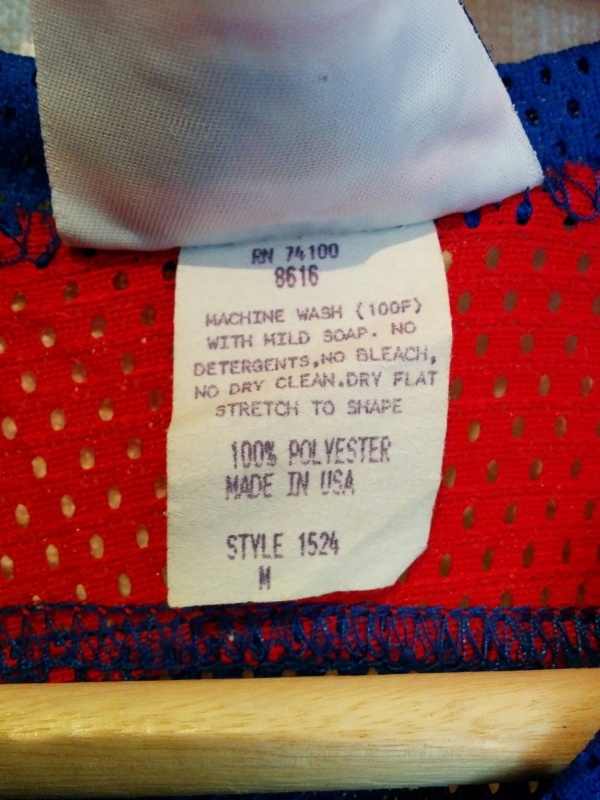 RN 74100
8616
MACHINE WASH (100F)
WITH MILD SOAP. NO
DETERGENTS,NO BLEACH,
NO DRY CLEAN.DRY FLAT
STRETCH TO SHAPE
100% POLYESTER
MADE IN USA
STYLE 1524
M